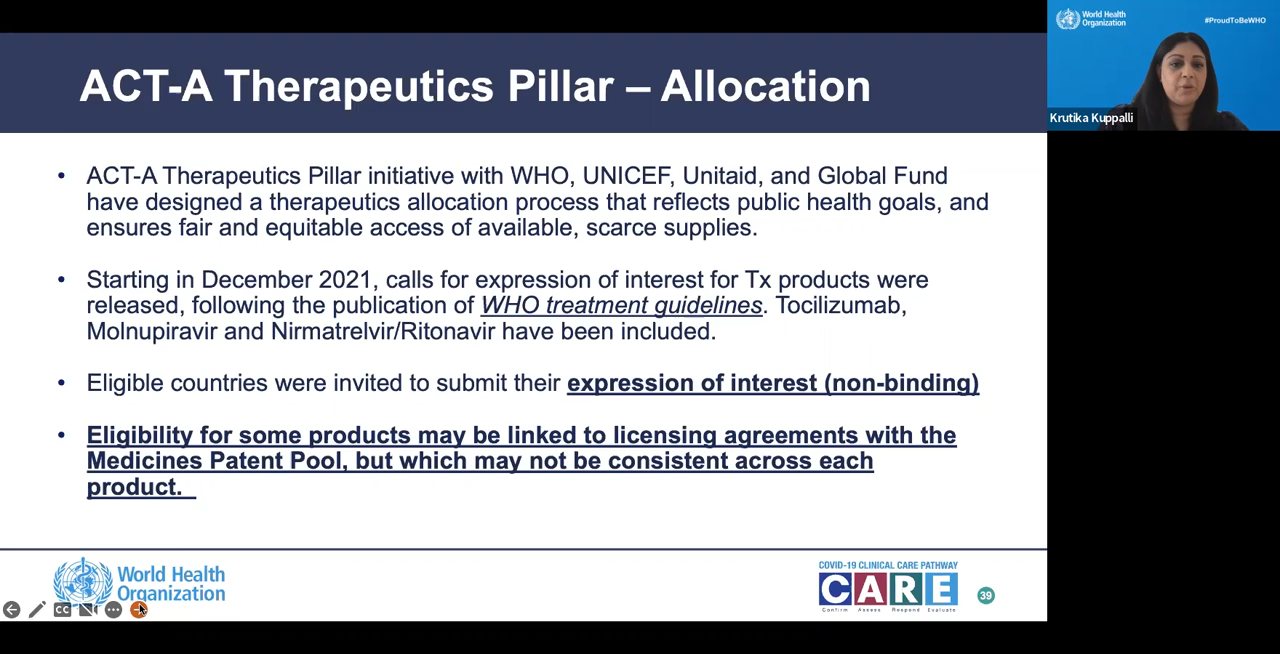 ACT-A Therapeutics Pillar – Allocation
• ACT-A Therapeutics Pillar initiative with WHO, UNICEF, Unitaid, and Global Fund
have designed a therapeutics allocation process that reflects public health goals, and
ensures fair and equitable access of available, scarce supplies.
• Starting in December 2021, calls for expression of interest for Tx products were
released, following the publication of WHO treatment guidelines. Tocilizumab,
Molnupiravir and Nirmatrelvir/Ritonavir have been included.
• Eligible countries were invited to submit their expression of interest (non-binding)
• Eligibility for some products may be linked to licensing agreements with the
Medicines Patent Pool, but which may not be consistent across each
product.
World Health
Organization
CC
COVID-19 CLINICAL CARE PATHWAY
CARE
Confirm Assess Respond Evaluate
39
World Health
Organization
#ProudToBeWHO
Krutika Kuppalli